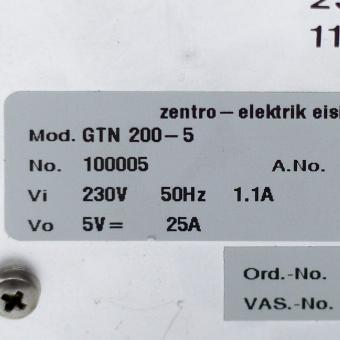 11
zentro – elektrik eisi
Mod. GTN 200 – 5
No. 100005 A.No.
Vi 230V 50Hz 1.1A
Vo 5V = 25A
Ord.-No.
VAS.-No.